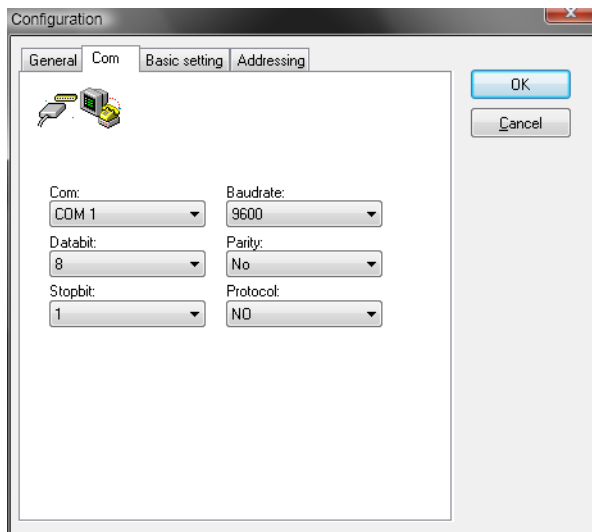 Configuration
General Com Basic setting Addressing
OK
Cancel
Com: Baudrate:
COM 1 9600
Databit: Parity:
8 No
Stopbit: Protocol:
1 NO